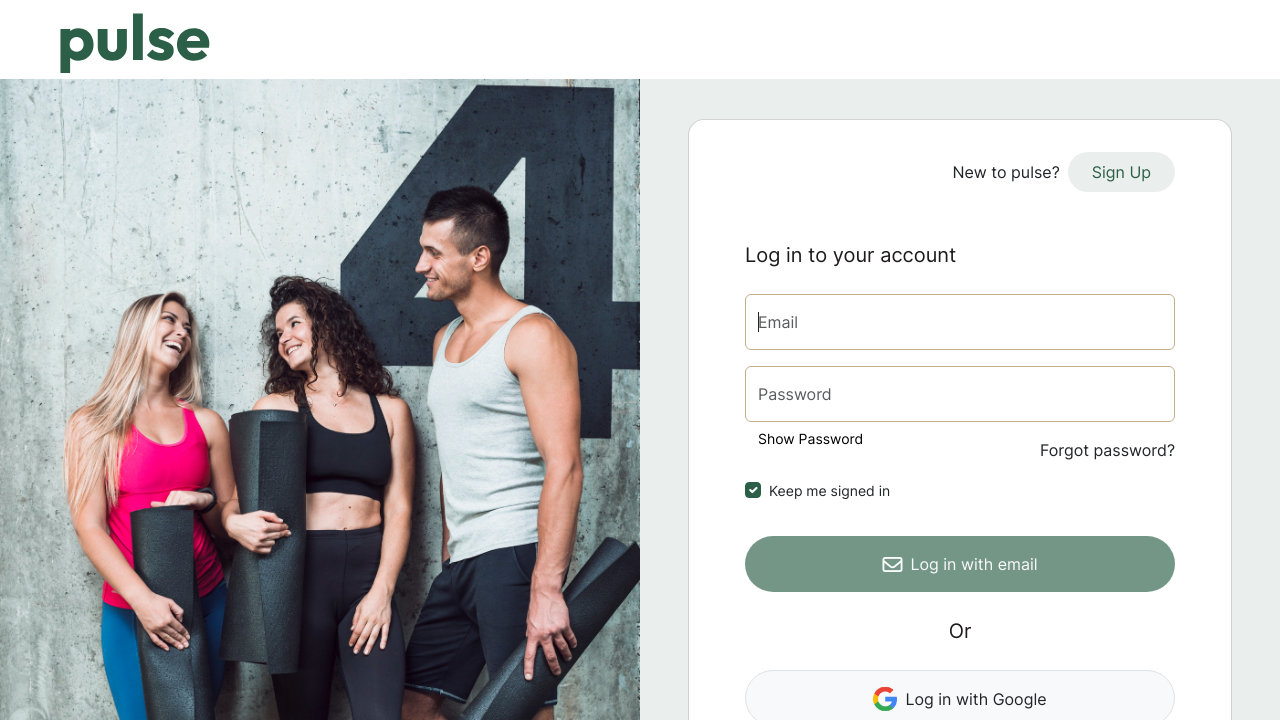 pulse
New to pulse? Sign Up
Log in to your account
Email
Password
Show Password
Forgot password?
Keep me signed in
Log in with email
Or
Log in with Google
4